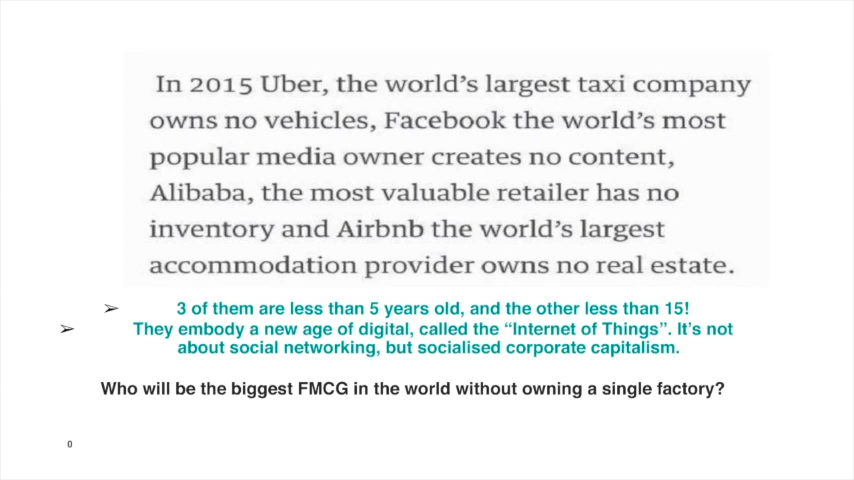 In 2015 Uber, the world's largest taxi company
owns no vehicles, Facebook the world's most
popular media owner creates no content,
Alibaba, the most valuable retailer has no
inventory and Airbnb the world's largest
accommodation provider owns no real estate.
➢ 3 of them are less than 5 years old, and the other less than 15!
➢ They embody a new age of digital, called the “Internet of Things”. It’s not
about social networking, but socialised corporate capitalism.
Who will be the biggest FMCG in the world without owning a single factory?
0